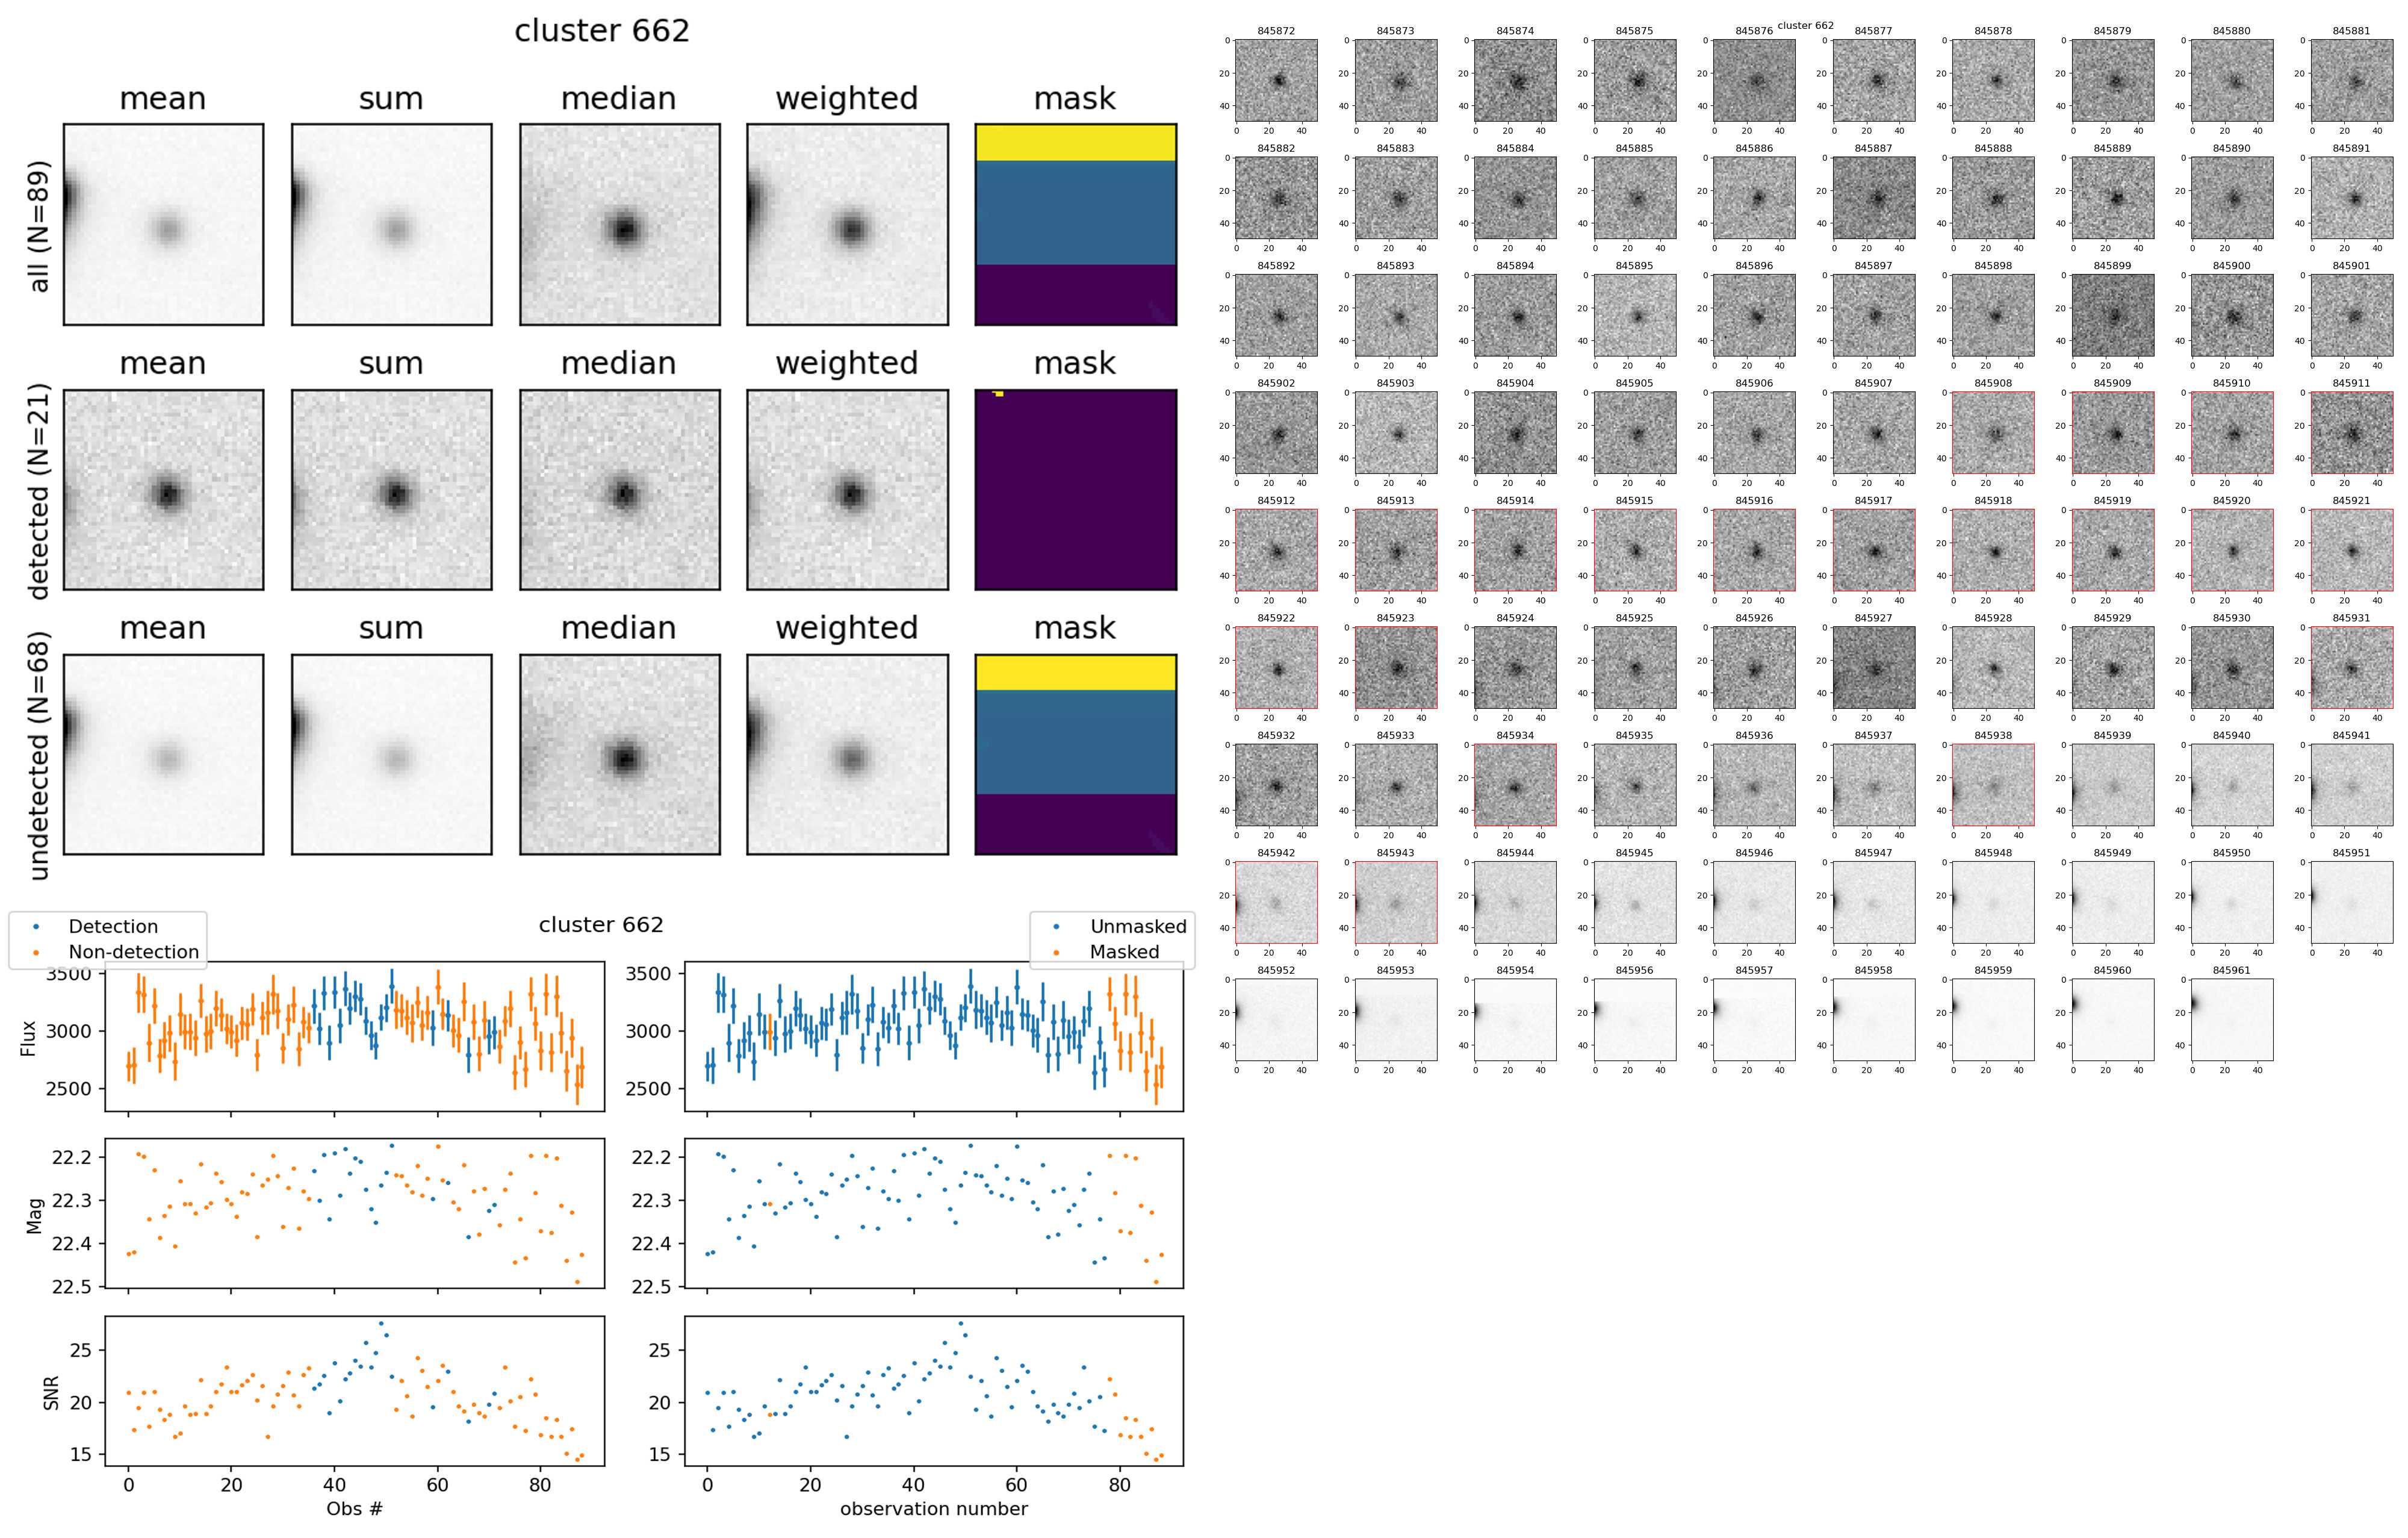 cluster 662
mean sum median weighted mask
all (N=89)
mean sum median weighted mask
detected (N=21)
mean sum median weighted mask
undetected (N=68)
cluster 662
Detection
Non-detection
Unmasked
Masked
Flux
3500
3000
2500
3500
3000
2500
Mag
22.2
22.3
22.4
22.5
22.2
22.3
22.4
22.5
SNR
25
20
15
25
20
15
0 20 40 60 80
Obs #
0 20 40 60 80
observation number
cluster 662
845872 845873 845874 845875 845876 845877 845878 845879 845880 845881
845882 845883 845884 845885 845886 845887 845888 845889 845890 845891
845892 845893 845894 845895 845896 845897 845898 845899 845900 845901
845902 845903 845904 845905 845906 845907 845908 845909 845910 845911
845912 845913 845914 845915 845916 845917 845918 845919 845920 845921
845922 845923 845924 845925 845926 845927 845928 845929 845930 845931
845932 845933 845934 845935 845936 845937 845938 845939 845940 845941
845942 845943 845944 845945 845946 845947 845948 845949 845950 845951
845952 845953 845954 845956 845957 845958 845959 845960 845961